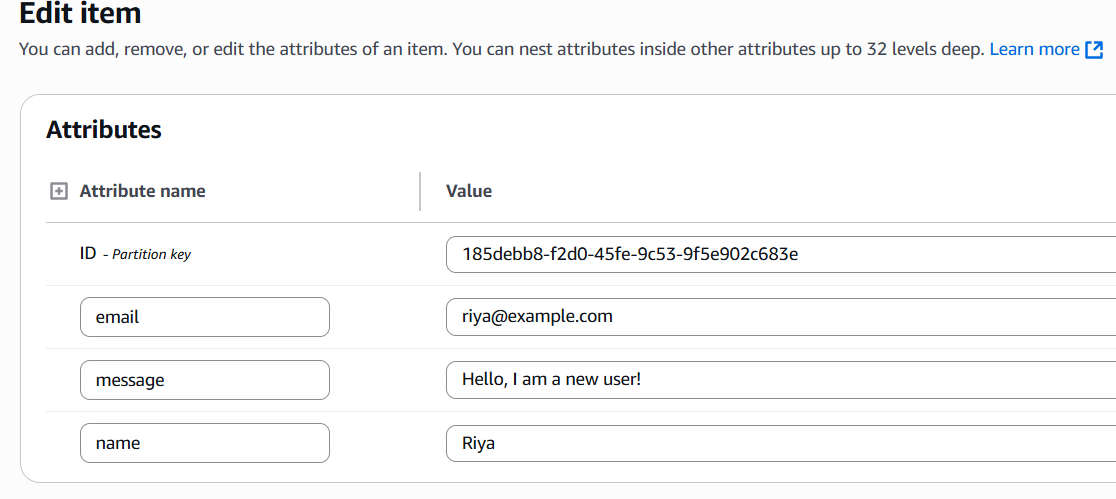 Edit item
You can add, remove, or edit the attributes of an item. You can nest attributes inside other attributes up to 32 levels deep. Learn more
Attributes
Attribute name Value
ID - Partition key 185debb8-f2d0-45fe-9c53-9f5e902c683e
email riya@example.com
message Hello, I am a new user!
name Riya